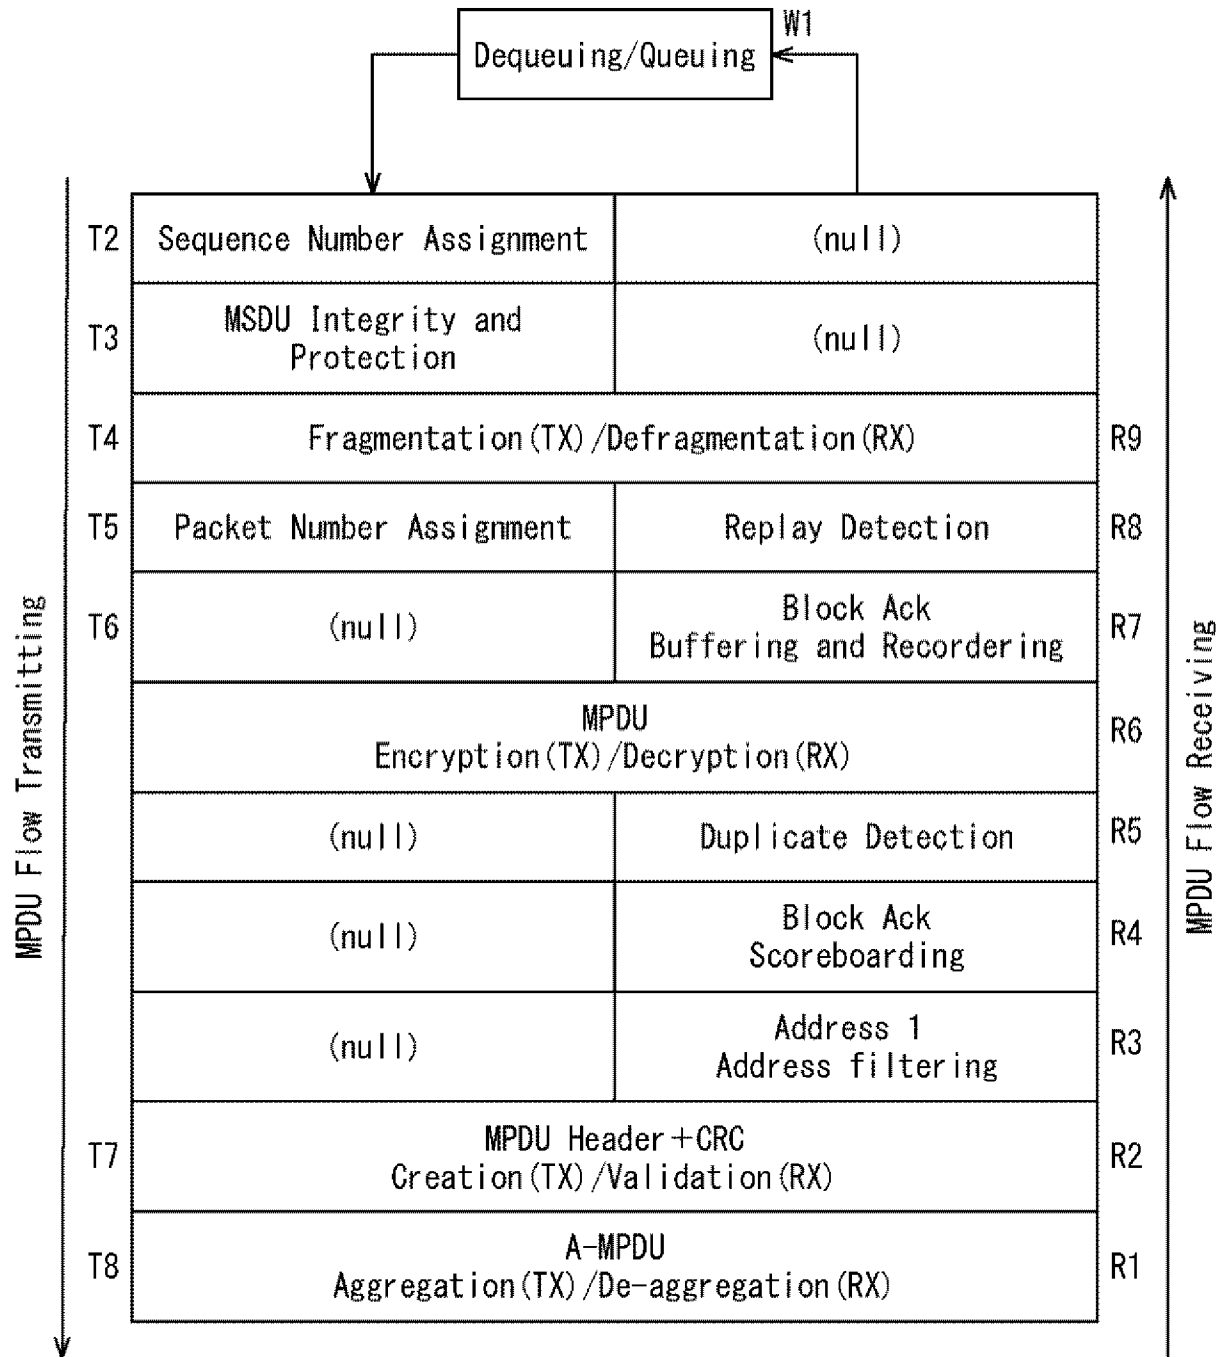 W1
Dequeuing/Queuing
T2
Sequence Number Assignment
(null)
T3
MSDU Integrity and
Protection
(null)
T4
Fragmentation(TX)/Defragmentation(RX)
R9
T5
Packet Number Assignment
Replay Detection
R8
T6
(null)
Block Ack
Buffering and Recordering
R7
MPDU
Encryption(TX)/Decryption(RX)
R6
(null)
Duplicate Detection
R5
(null)
Block Ack
Scoreboarding
R4
(null)
Address 1
Address filtering
R3
T7
MPDU Header+CRC
Creation(TX)/Validation(RX)
R2
T8
A-MPDU
Aggregation(TX)/De-aggregation(RX)
R1
MPDU Flow Transmitting
MPDU Flow Receiving